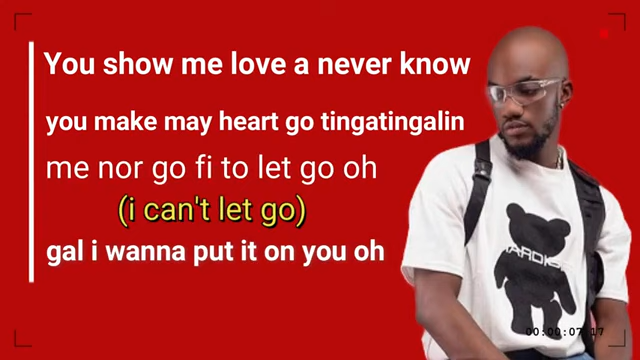 You show me love a never know
you make may heart go tingatingalin
me nor go fi to let go oh
(i can't let go)
gal i wanna put it on you oh
00:00:07:17